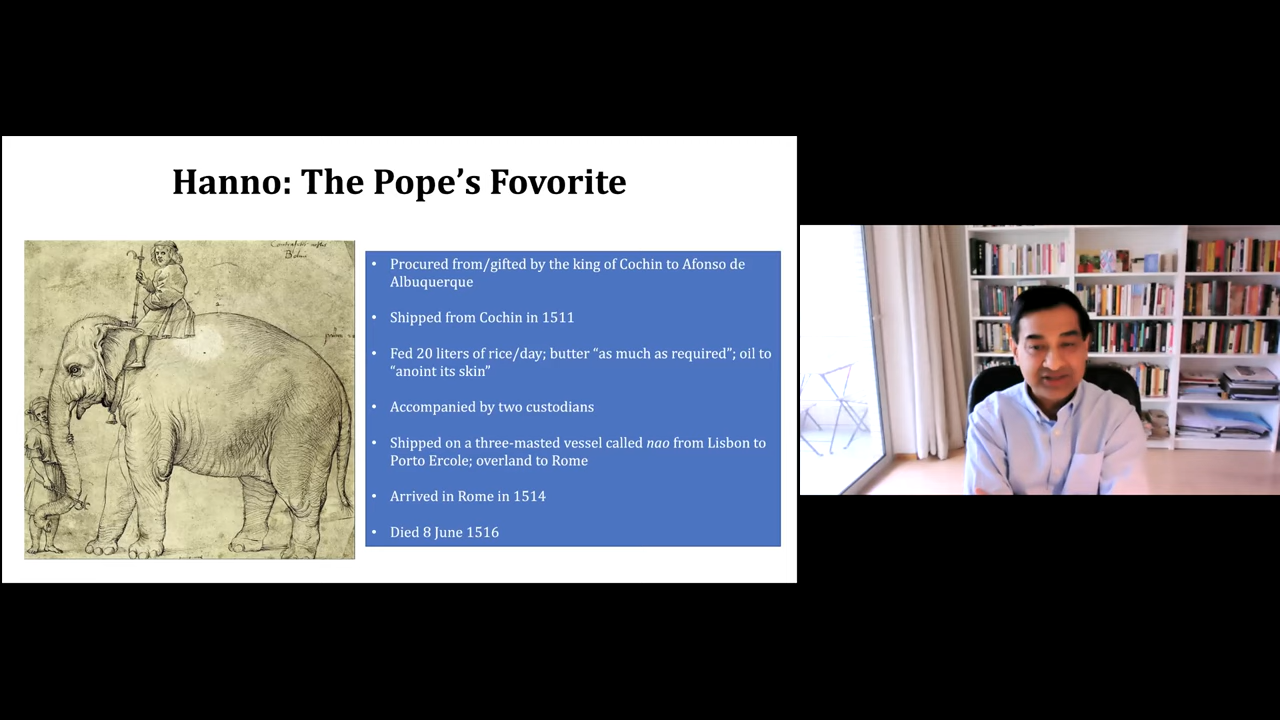 Hanno: The Pope’s Fovorite
• Procured from/gifted by the king of Cochin to Afonso de
Albuquerque
• Shipped from Cochin in 1511
• Fed 20 liters of rice/day; butter “as much as required”; oil to
“anoint its skin”
• Accompanied by two custodians
• Shipped on a three-masted vessel called nao from Lisbon to
Porto Ercole; overland to Rome
• Arrived in Rome in 1514
• Died 8 June 1516